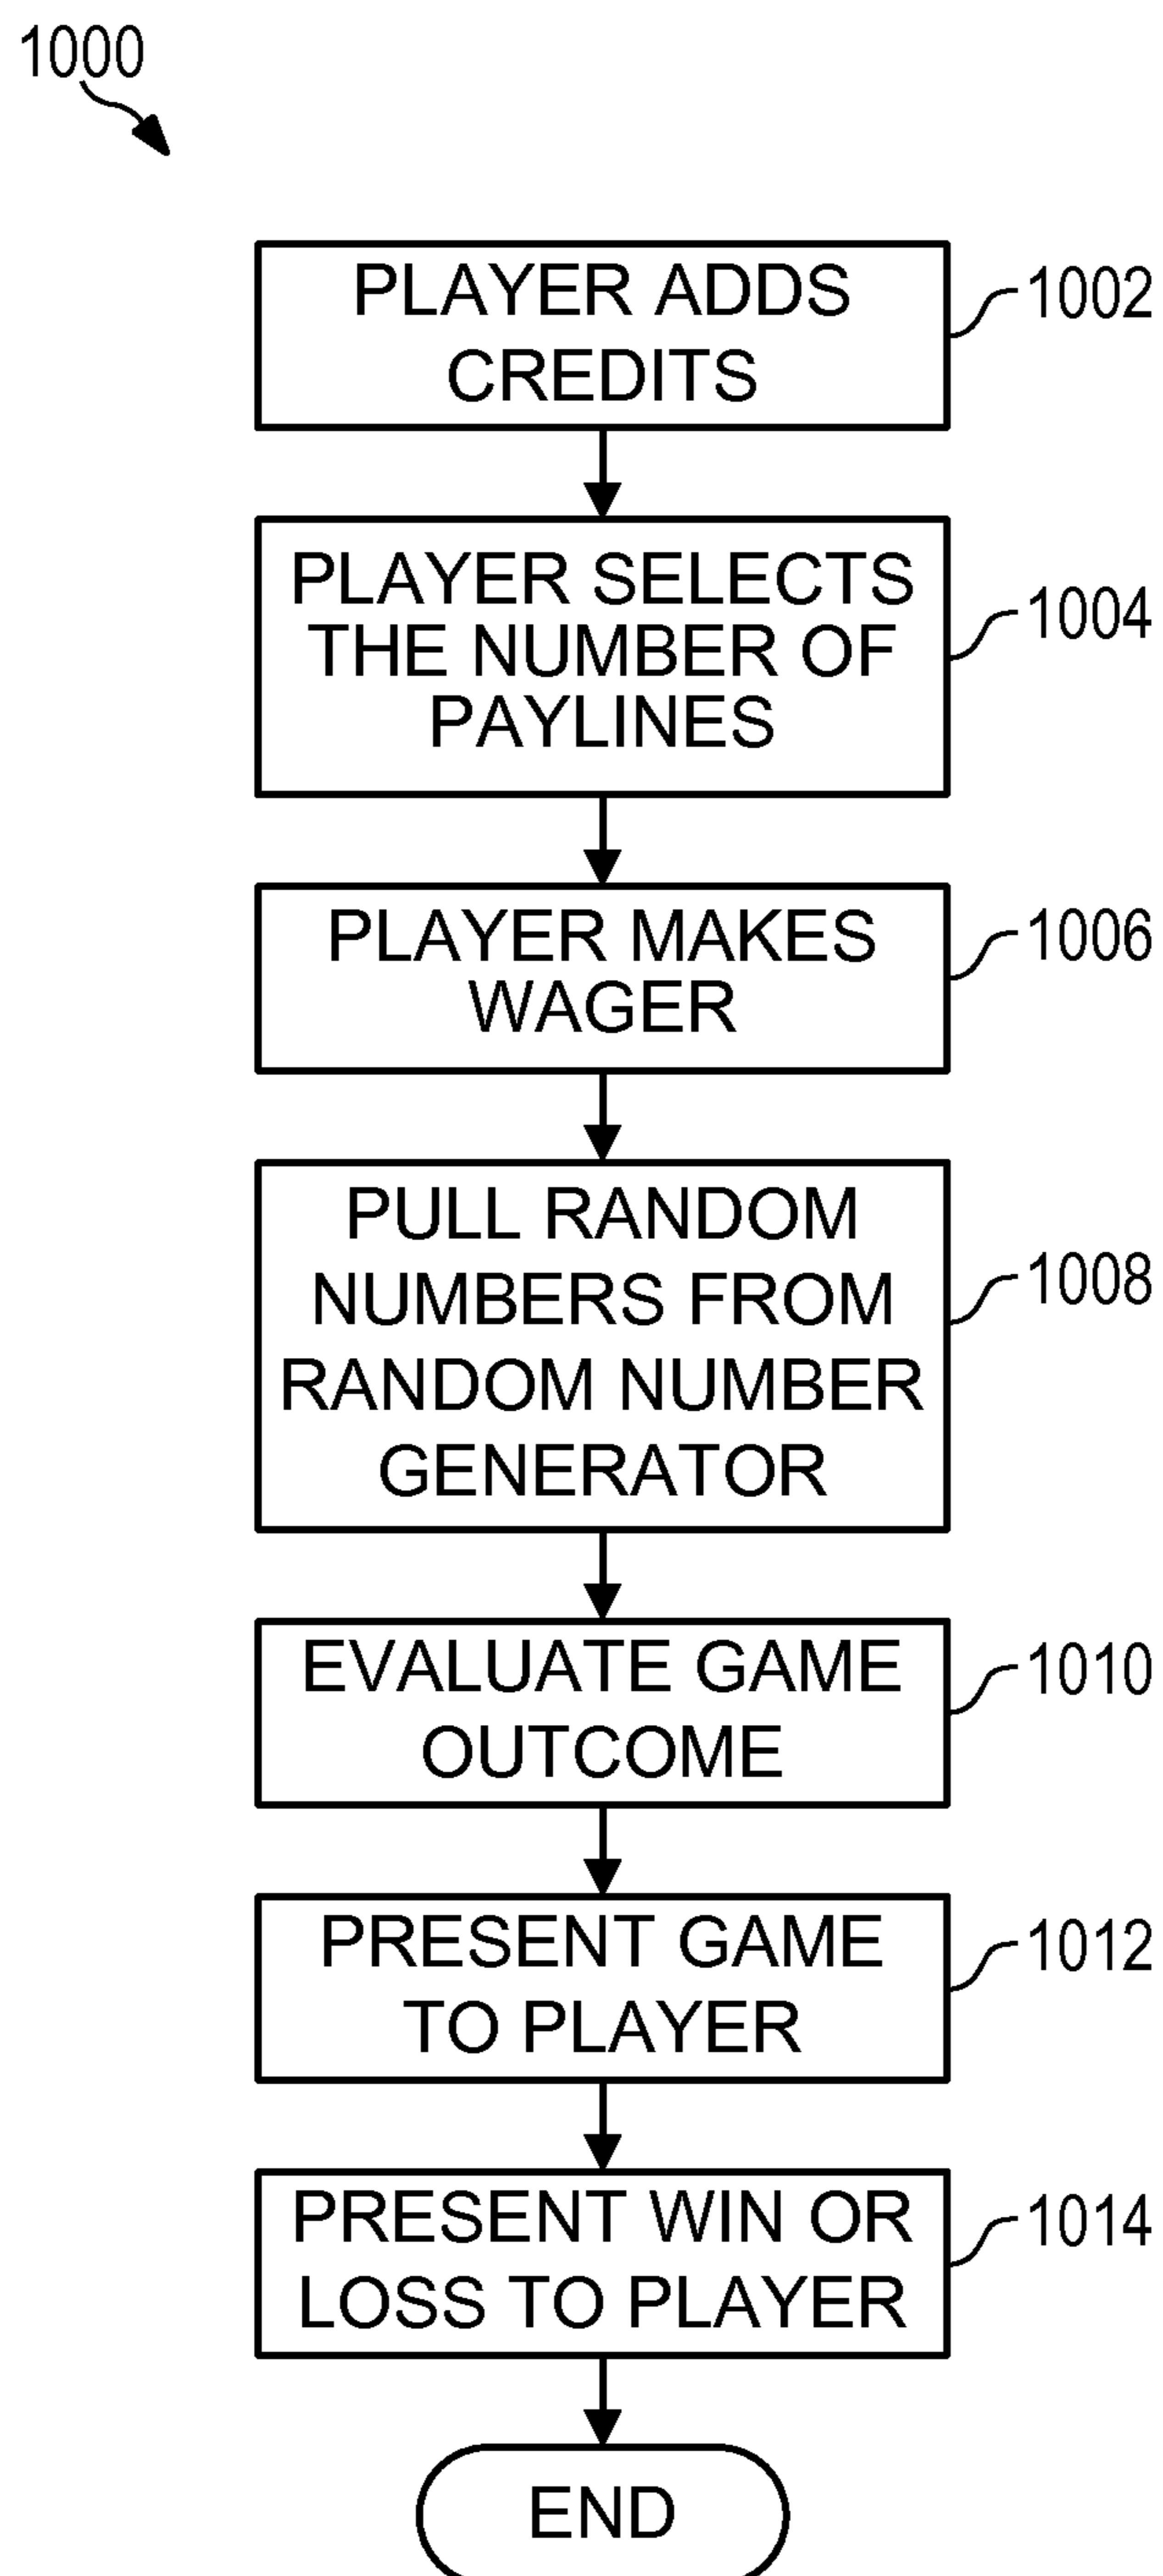 1000
PLAYER ADDS
CREDITS
1002
PLAYER SELECTS
THE NUMBER OF
PAYLINES
1004
PLAYER MAKES
WAGER
1006
PULL RANDOM
NUMBERS FROM
RANDOM NUMBER
GENERATOR
1008
EVALUATE GAME
OUTCOME
1010
PRESENT GAME
TO PLAYER
1012
PRESENT WIN OR
LOSS TO PLAYER
1014
END